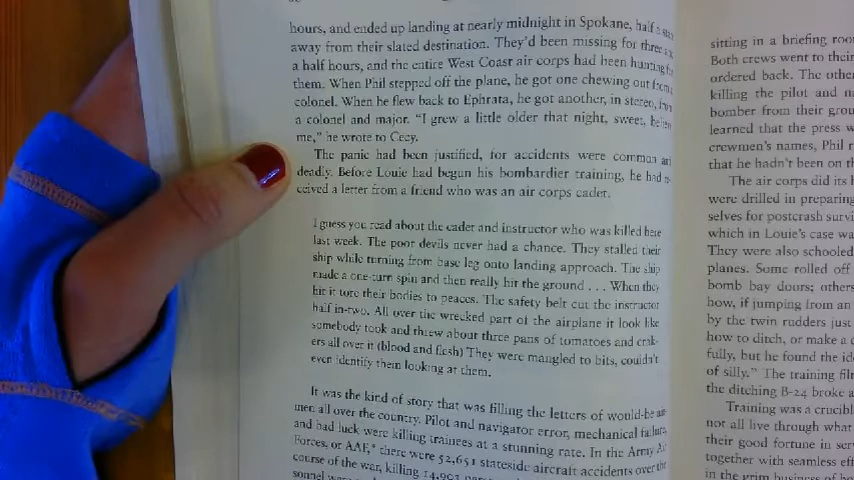 hours, and ended up landing at nearly midnight in Spokane, half a
away from their slated destination. They'd been missing for three
a half hours, and the entire West Coast air corps had been hunting
them. When Phil stepped off the plane, he got one chewing out from
colonel. When he flew back to Ephrata, he got another, in stereo, from
a colonel and major. "I grew a little older that night, sweet, believe
me," he wrote to Cecy.
The panic had been justified, for accidents were common and
deadly. Before Louie had begun his bombardier training, he had re-
ceived a letter from a friend who was an air corps cadet.
I guess you read about the cadet and instructor who was killed here
last week. The poor devils never had a chance. They stalled their
ship while turning from base leg onto landing approach. The ship
made a one-turn spin and then really hit the ground . . . When they
hit it tore their bodies to peaces. The safety belt cut the instructor
half in-two. All over the wrecked part of the airplane it look like
somebody took and threw about three pans of tomatoes and crak-
ers all over it (blood and flesh) They were mangled to bits, couldn't
even identify them looking at them.
It was the kind of story that was filling the letters of would-be air-
men all over the country. Pilot and navigator error, mechanical failure,
and bad luck were killing trainees at a stunning rate. In the Army Air
Forces, or AAF,* there were 52,651 stateside aircraft accidents over the
course of the war, killing 14,903
sitting in a briefing
Both crews went to their
ordered back. The other
killing the pilot and
bomber from their
learned that the press
crewmen's names, Phil
that he hadn't been on
The air corps did its
were drilled in preparing
selves for postcrash
which in Louie's case
They were also schooled
planes. Some rolled off
bomb bay doors; others
how, if jumping from an
by the twin rudders just
how to ditch, or make a
fully, but he found the
of silly." The training
the ditching B-24 broke
Training was a
not all live through what
their good fortune in
together with seamless
in the grim business of